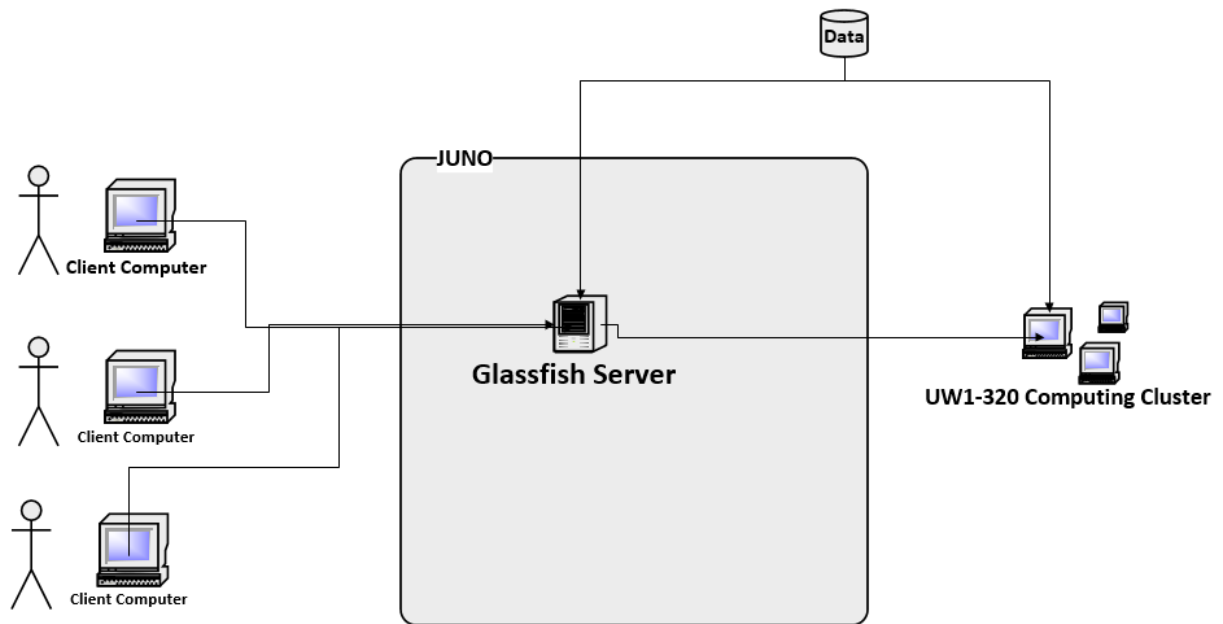 Data
JUNO
Client Computer
Glassfish Server
UW1-320 Computing Cluster
Client Computer
Client Computer